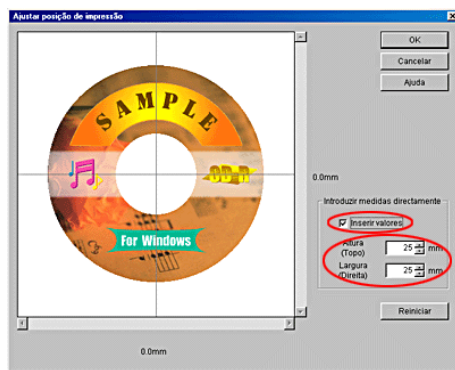 Ajustar posição de impressão
OK
Cancelar
Ajuda
SAMPLE
CD-R
For Windows
0.0mm
Introduzir medidas directamente
Inserir valores
Altura
(Topo)
25
mm
Largura
(Direita)
25
mm
Reiniciar
0.0mm